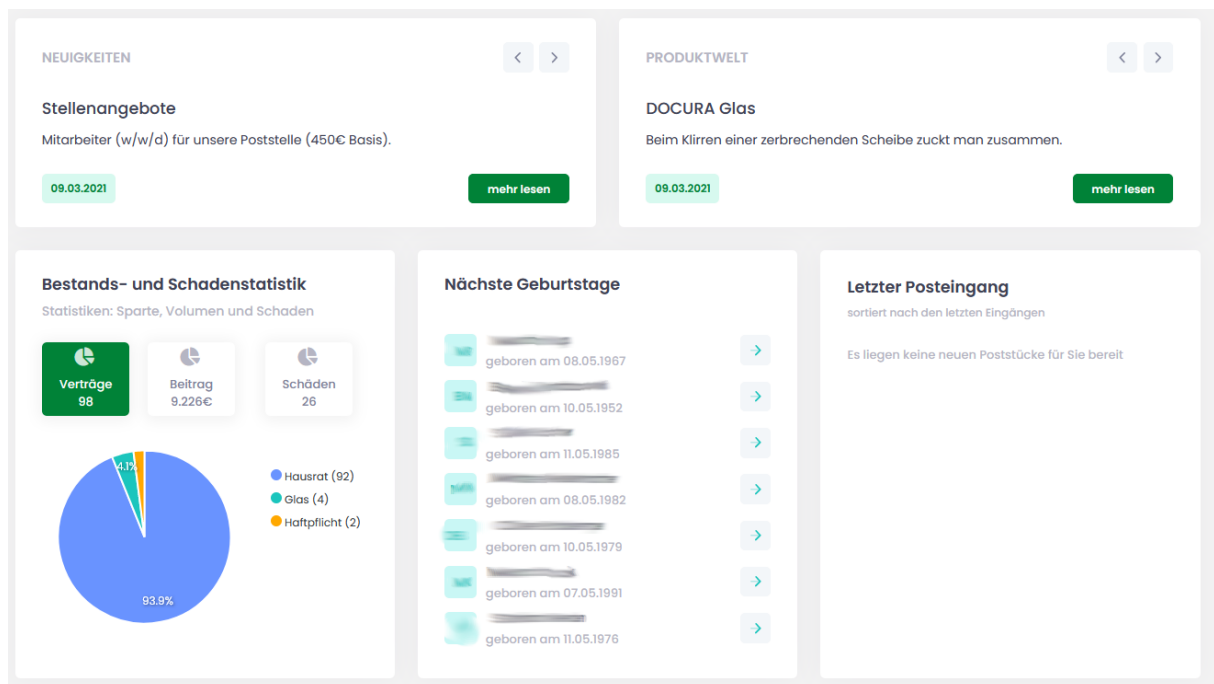 NEUIGKEITEN
Stellenangebote
Mitarbeiter (w/w/d) für unsere Poststelle (450€ Basis).
09.03.2021
mehr lesen
PRODUKTWELT
DOCURA Glas
Beim Klirren einer zerbrechenden Scheibe zuckt man zusammen.
09.03.2021
mehr lesen
Bestands- und Schadenstatistik
Statistiken: Sparte, Volumen und Schaden
Verträge
98
Beitrag
9.226€
Schäden
26
4.1%
93.9%
Hausrat (92)
Glas (4)
Haftpflicht (2)
Nächste Geburtstage
geboren am 08.05.1967
geboren am 10.05.1952
geboren am 11.05.1985
geboren am 08.05.1982
geboren am 10.05.1979
geboren am 07.05.1991
geboren am 11.05.1976
Letzter Posteingang
sortiert nach den letzten Eingängen
Es liegen keine neuen Poststücke für Sie bereit